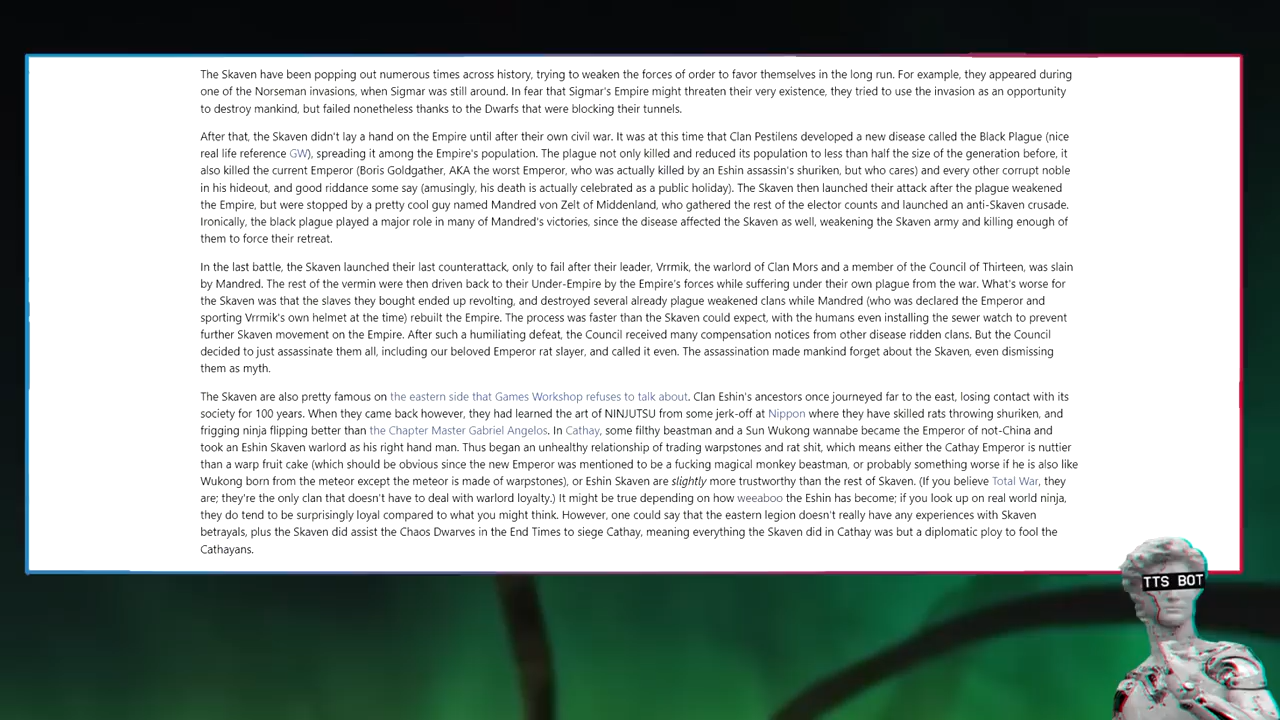 The Skaven have been popping out numerous times across history, trying to weaken the forces of order to favor themselves in the long run. For example, they appeared during
one of the Norseman invasions, when Sigmar was still around. In fear that Sigmar's Empire might threaten their very existence, they tried to use the invasion as an opportunity
to destroy mankind, but failed nonetheless thanks to the Dwarfs that were blocking their tunnels.
After that, the Skaven didn't lay a hand on the Empire until after their own civil war. It was at this time that Clan Pestilens developed a new disease called the Black Plague (nice
real life reference GW), spreading it among the Empire's population. The plague not only killed and reduced its population to less than half the size of the generation before, it
also killed the current Emperor (Boris Goldgather, AKA the worst Emperor, who was actually killed by an Eshin assassin's shuriken, but who cares) and every other corrupt noble
in his hideout, and good riddance some say (amusingly, his death is actually celebrated as a public holiday). The Skaven then launched their attack after the plague weakened
the Empire, but were stopped by a pretty cool guy named Mandred von Zelt of Middenland, who gathered the rest of the elector counts and launched an anti-Skaven crusade.
Ironically, the black plague played a major role in many of Mandred's victories, since the disease affected the Skaven as well, weakening the Skaven army and killing enough of
them to force their retreat.
In the last battle, the Skaven launched their last counterattack, only to fail after their leader, Vrrmik, the warlord of Clan Mors and a member of the Council of Thirteen, was slain
by Mandred. The rest of the vermin were then driven back to their Under-Empire by the Empire's forces while suffering under their own plague from the war. What's worse for
the Skaven was that the slaves they bought ended up revolting, and destroyed several already plague weakened clans while Mandred (who was declared the Emperor and
sporting Vrrmik's own helmet at the time) rebuilt the Empire. The process was faster than the Skaven could expect, with the humans even installing the sewer watch to prevent
further Skaven movement on the Empire. After such a humiliating defeat, the Council received many compensation notices from other disease ridden clans. But the Council
decided to just assassinate them all, including our beloved Emperor rat slayer, and called it even. The assassination made mankind forget about the Skaven, even dismissing
them as myth.
The Skaven are also pretty famous on the eastern side that Games Workshop refuses to talk about. Clan Eshin's ancestors once journeyed far to the east, losing contact with its
society for 100 years. When they came back however, they had learned the art of NINJUTSU from some jerk-off at Nippon where they have skilled rats throwing shuriken, and
frigging ninja flipping better than the Chapter Master Gabriel Angelos. In Cathay, some filthy beastman and a Sun Wukong wannabe became the Emperor of not-China and
took an Eshin Skaven warlord as his right hand man. Thus began an unhealthy relationship of trading warpstones and rat shit, which means either the Cathay Emperor is nuttier
than a warp fruit cake (which should be obvious since the new Emperor was mentioned to be a fucking magical monkey beastman, or probably something worse if he is also like
Wukong born from the meteor except the meteor is made of warpstones), or Eshin Skaven are slightly more trustworthy than the rest of Skaven. (If you believe Total War, they
are; they're the only clan that doesn't have to deal with warlord loyalty.) It might be true depending on how weeaboo the Eshin has become; if you look up on real world ninja,
they do tend to be surprisingly loyal compared to what you might think. However, one could say that the eastern legion doesn't really have any experiences with Skaven
betrayals, plus the Skaven did assist the Chaos Dwarves in the End Times to siege Cathay, meaning everything the Skaven did in Cathay was but a diplomatic ploy to fool the
Cathayans.
TTS BOT